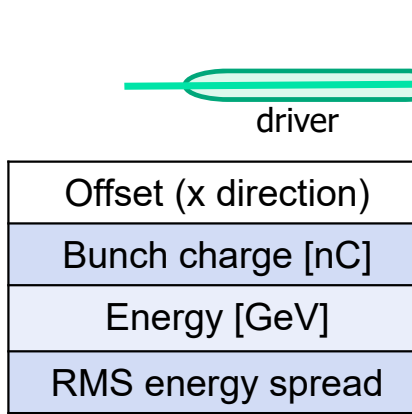 driver
Offset (x direction)
Bunch charge [nC]
Energy [GeV]
RMS energy spread